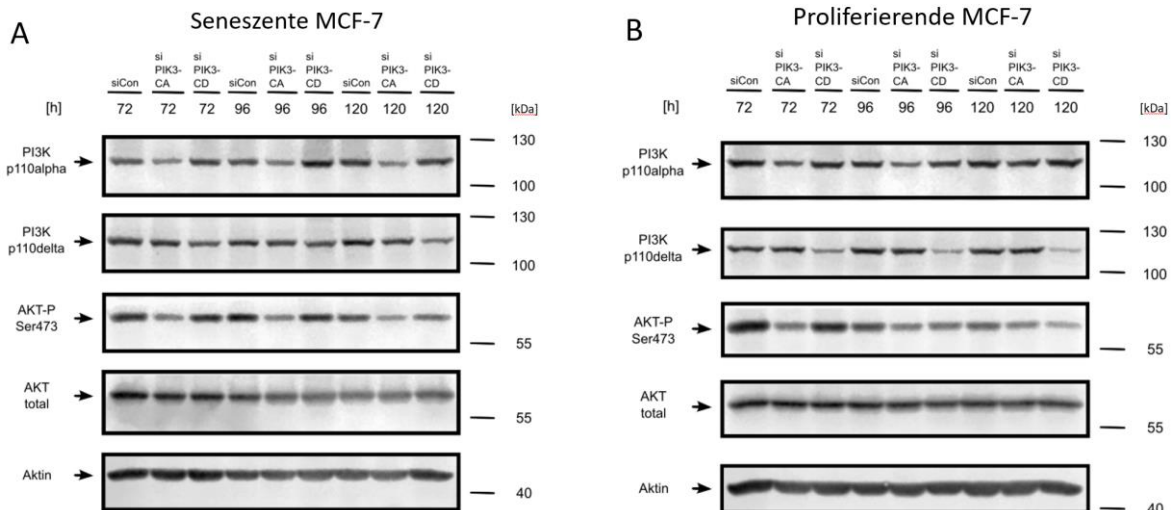 A
Seneszente MCF-7
siCon
si
PIK3-
CA
si
PIK3-
CD
siCon
si
PIK3-
CA
si
PIK3-
CD
siCon
si
PIK3-
CA
si
PIK3-
CD
[h] 72 72 72 96 96 96 120 120 120 [kDa]
PI3K
p110alpha
130
100
PI3K
p110delta
130
100
AKT-P
Ser473
55
AKT
total
55
Aktin
40
B
Proliferierende MCF-7
siCon
si
PIK3-
CA
si
PIK3-
CD
siCon
si
PIK3-
CA
si
PIK3-
CD
siCon
si
PIK3-
CA
si
PIK3-
CD
[h] 72 72 72 96 96 96 120 120 120 [kDa]
PI3K
p110alpha
130
100
PI3K
p110delta
130
100
AKT-P
Ser473
55
AKT
total
55
Aktin
40